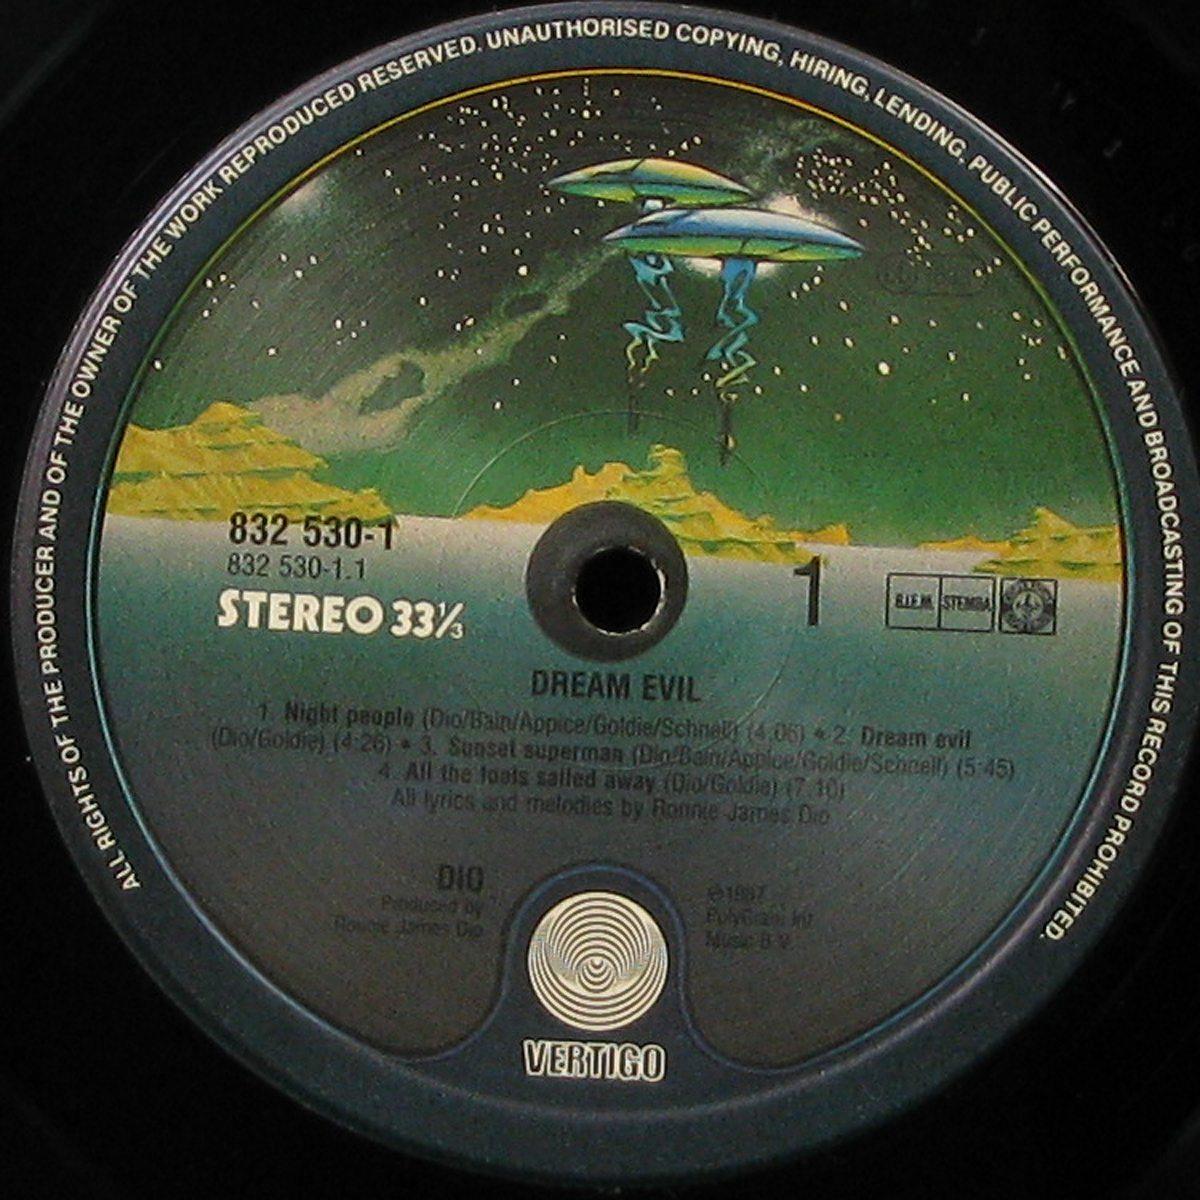 ALL RIGHTS OF THE PRODUCER AND OF THE OWNER OF THE WORK REPRODUCED RESERVED. UNAUTHORISED COPYING, HIRING, LENDING, PUBLIC PERFORMANCE AND BROADCASTING OF THIS RECORD PROHIBITED.
832 530-1
832 530-1.1
STEREO 33⅓
1
B.I.E.M. STEMRA
DREAM EVIL
1. Night people (Dio/Bain/Appice/Goldie/Schnell) (4:06) • 2. Dream evil
(Dio/Goldie) (4:26) • 3. Sunset superman (Dio/Bain/Appice/Goldie/Schnell) (5:45)
4. All the fools sailed away (Dio/Goldie) (7:10)
All lyrics and melodies by Ronnie James Dio
DIO
Produced by
Ronnie James Dio
℗1987
PolyGram Int.
Music B.V.
VERTIGO